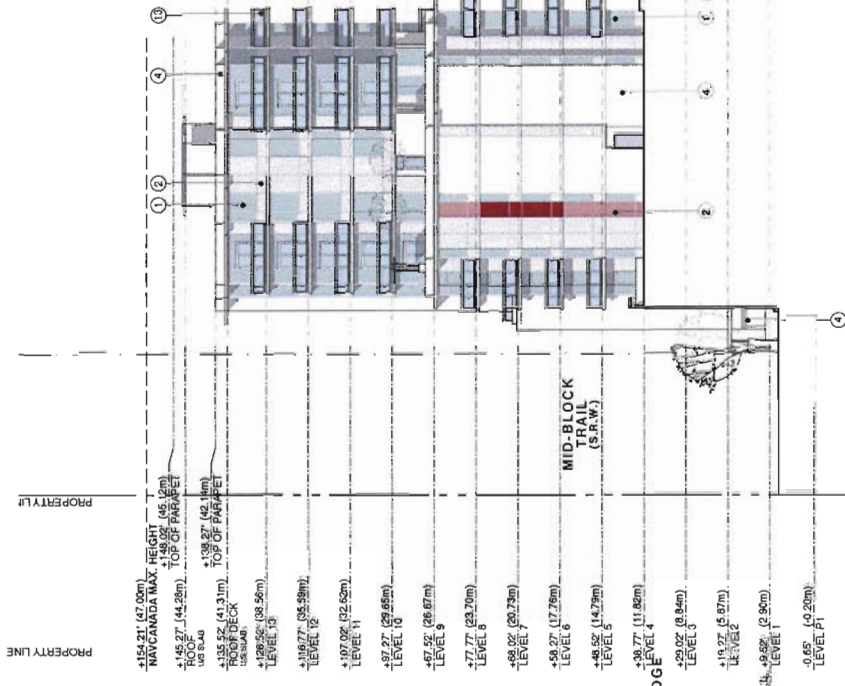 PROPERTY LINE
+154.21' (47.00m)
NAVCANADA MAX. HEIGHT
+148.02' (45.12m)
TOP OF PARAPET
+145.27' (44.28m)
ROOF
U/S SLAB
+138.27' (42.14m)
TOP OF PARAPET
+135.52' (41.31m)
ROOF DECK
U/S SLAB
+126.52' (38.56m)
LEVEL 13
+116.77' (35.59m)
LEVEL 12
+107.02' (32.62m)
LEVEL 11
+97.27' (29.65m)
LEVEL 10
+67.52' (26.67m)
LEVEL 9
+77.77' (23.70m)
LEVEL 8
+68.02' (20.73m)
LEVEL 7
+58.27' (17.76m)
LEVEL 6
+48.52' (14.79m)
LEVEL 5
+38.77' (11.82m)
LEVEL 4
+29.02' (8.84m)
LEVEL 3
+19.27' (5.87m)
LEVEL 2
+9.52' (2.90m)
LEVEL 1
-0.65' (-0.20m)
LEVEL P1
PROPERTY LI
MID-BLOCK
TRAIL
(S.R.W.)
1
2
4
13
2
4
4